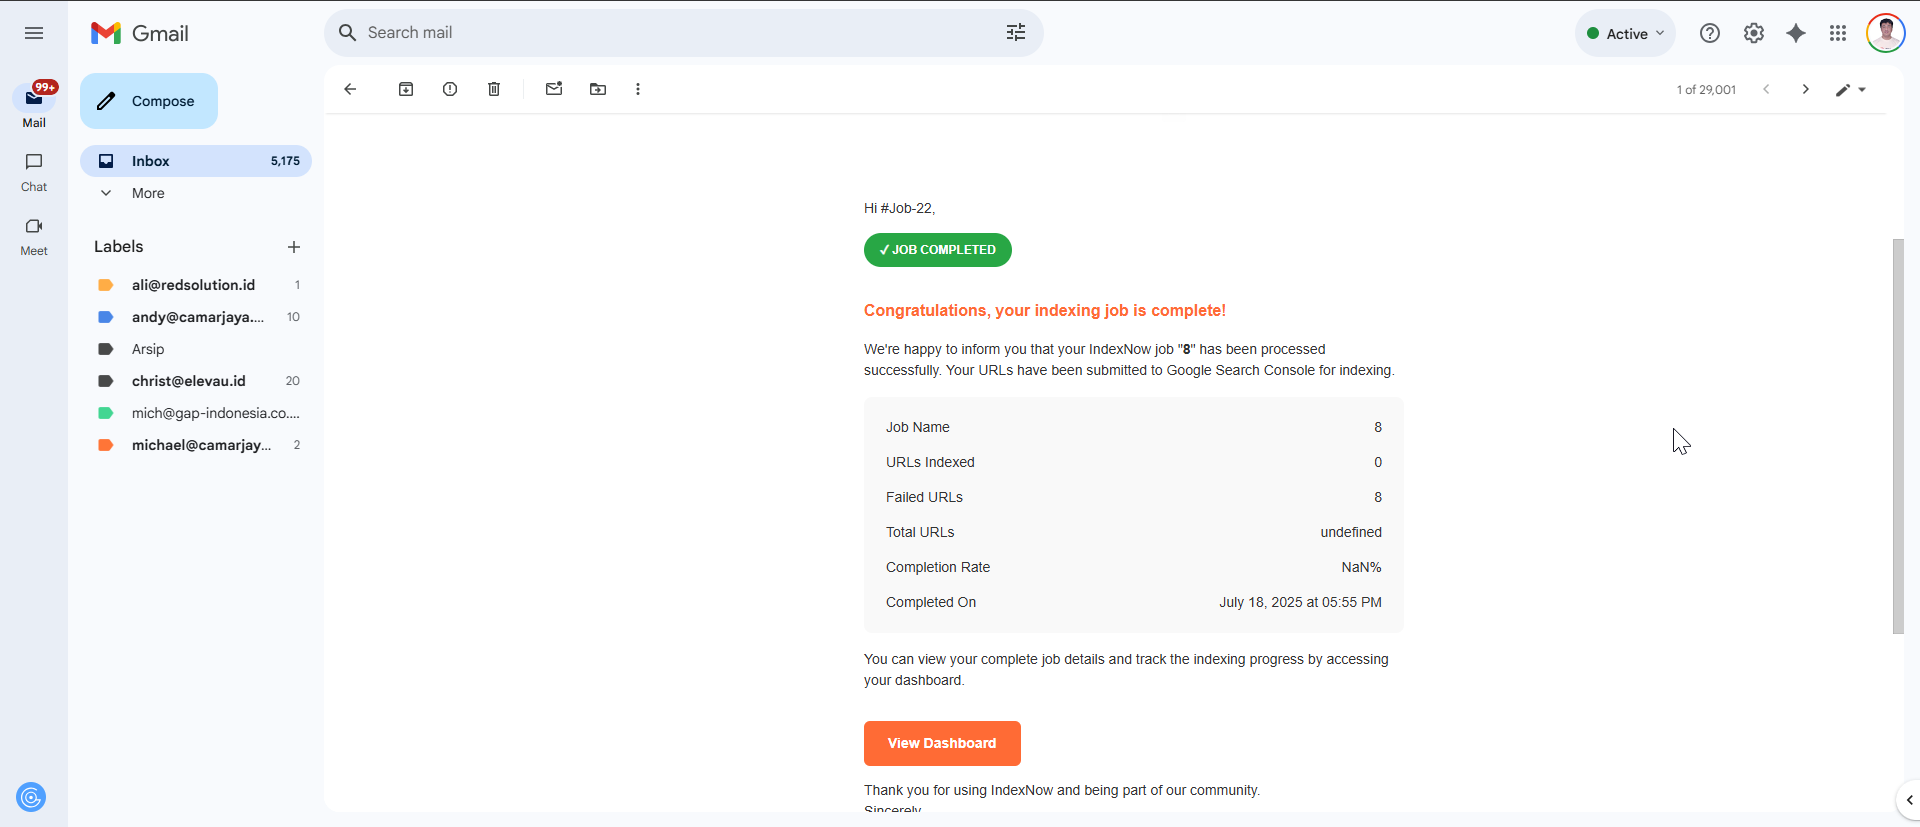 Gmail
Search mail
Active
99+
Mail
Chat
Meet
Compose
Inbox 5,175
More
Labels
ali@redsolution.id 1
andy@camarjaya.... 10
Arsip
christ@elevau.id 20
mich@gap-indonesia.co....
michael@camarjay... 2
1 of 29,001
Hi #Job-22,
✓ JOB COMPLETED
Congratulations, your indexing job is complete!
We're happy to inform you that your IndexNow job "8" has been processed
successfully. Your URLs have been submitted to Google Search Console for indexing.
Job Name 8
URLs Indexed 0
Failed URLs 8
Total URLs undefined
Completion Rate NaN%
Completed On July 18, 2025 at 05:55 PM
You can view your complete job details and track the indexing progress by accessing
your dashboard.
View Dashboard
Thank you for using IndexNow and being part of our community.
Sincerely